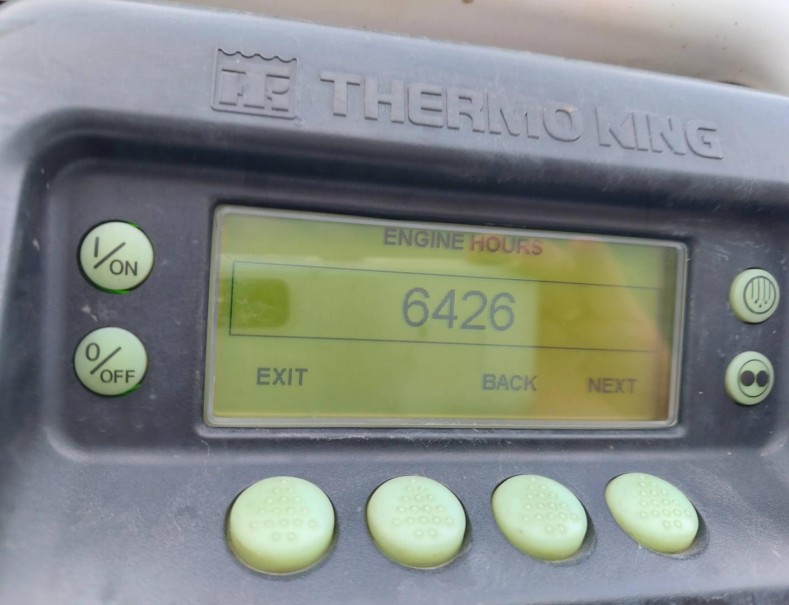 THERMO KING
I/ON
ENGINE HOURS
6426
O/OFF
EXIT BACK NEXT